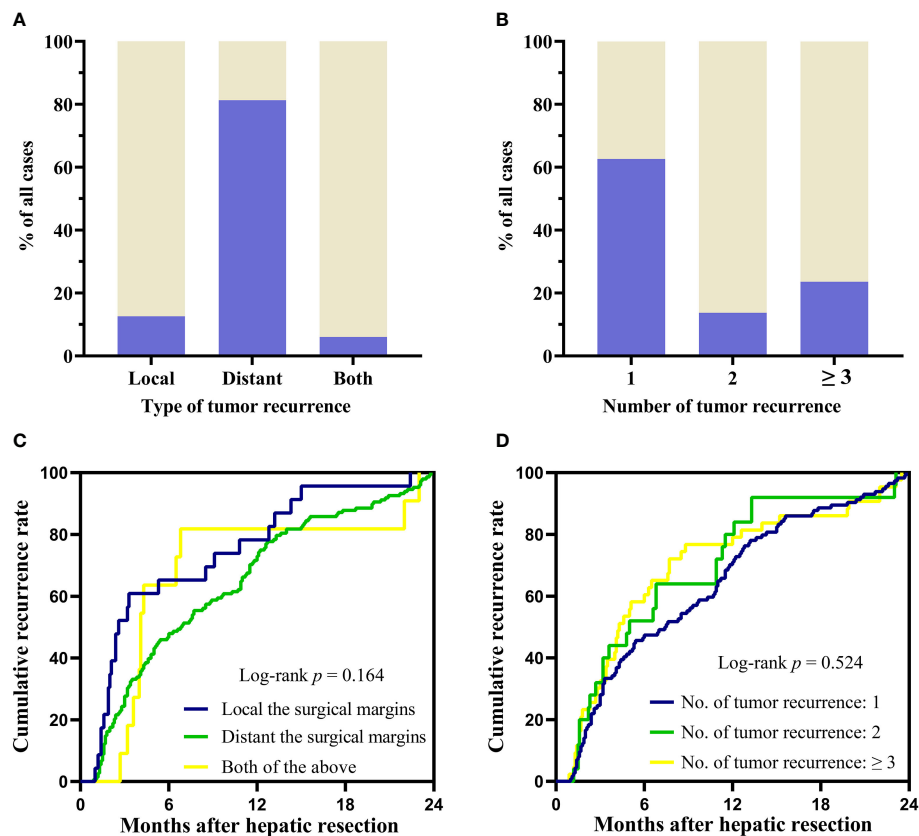 A
100
80
60
40
20
0
% of all cases
Local Distant Both
Type of tumor recurrence
B
100
80
60
40
20
0
% of all cases
1 2 ≥ 3
Number of tumor recurrence
C
100
80
60
40
20
0
Cumulative recurrence rate
Log-rank p = 0.164
Local the surgical margins
Distant the surgical margins
Both of the above
0 6 12 18 24
Months after hepatic resection
D
100
80
60
40
20
0
Cumulative recurrence rate
Log-rank p = 0.524
No. of tumor recurrence: 1
No. of tumor recurrence: 2
No. of tumor recurrence: ≥ 3
0 6 12 18 24
Months after hepatic resection